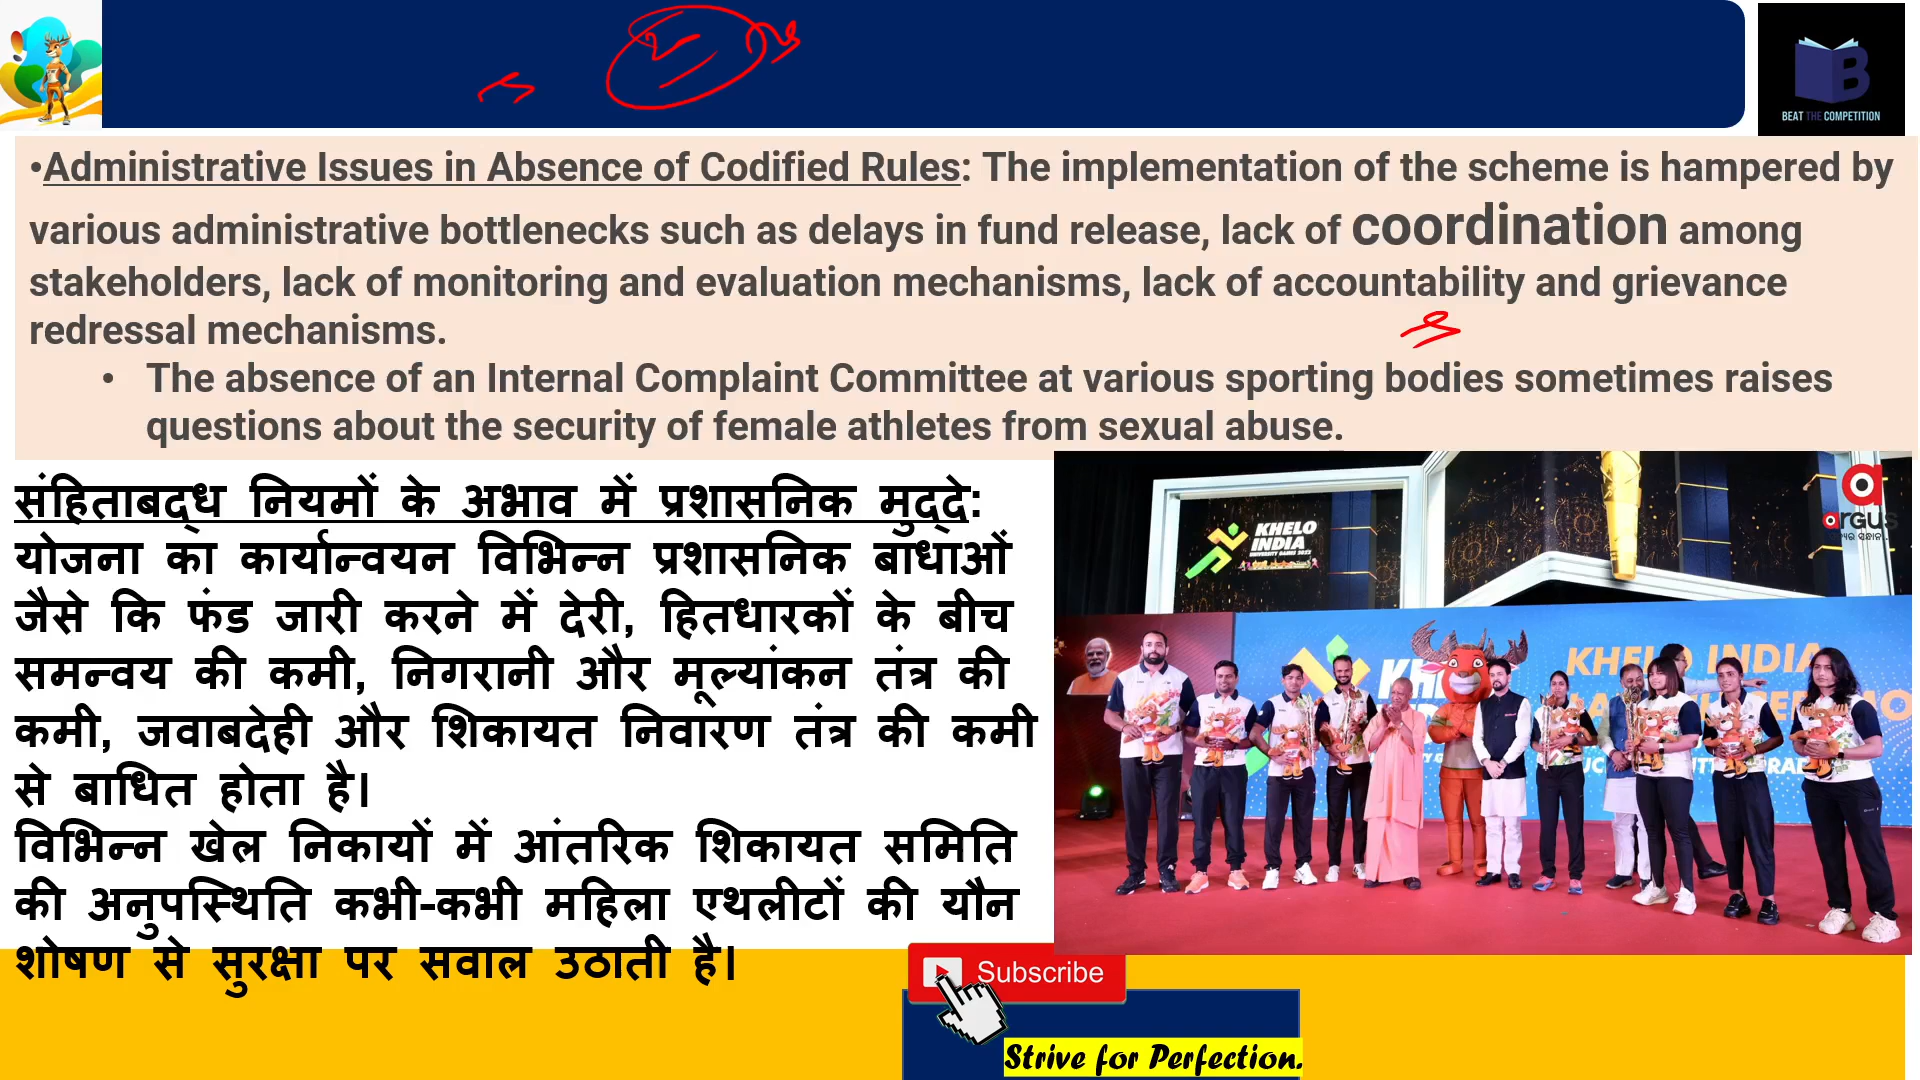 BEAT THE COMPETITION
•Administrative Issues in Absence of Codified Rules: The implementation of the scheme is hampered by
various administrative bottlenecks such as delays in fund release, lack of coordination among
stakeholders, lack of monitoring and evaluation mechanisms, lack of accountability and grievance
redressal mechanisms.
• The absence of an Internal Complaint Committee at various sporting bodies sometimes raises
questions about the security of female athletes from sexual abuse.
संहिताबद्ध नियमों के अभाव में प्रशासनिक मुद्दे:
योजना का कार्यान्वयन विभिन्न प्रशासनिक बाधाओं
जैसे कि फंड जारी करने में देरी, हितधारकों के बीच
समन्वय की कमी, निगरानी और मूल्यांकन तंत्र की
कमी, जवाबदेही और शिकायत निवारण तंत्र की कमी
से बाधित होता है।
विभिन्न खेल निकायों में आंतरिक शिकायत समिति
की अनुपस्थिति कभी-कभी महिला एथलीटों की यौन
शोषण से सुरक्षा पर सवाल उठाती है।
argus
KHELO
INDIA
UNIVERSITY GAMES 2022
KHELO INDIA
Subscribe
Strive for Perfection.